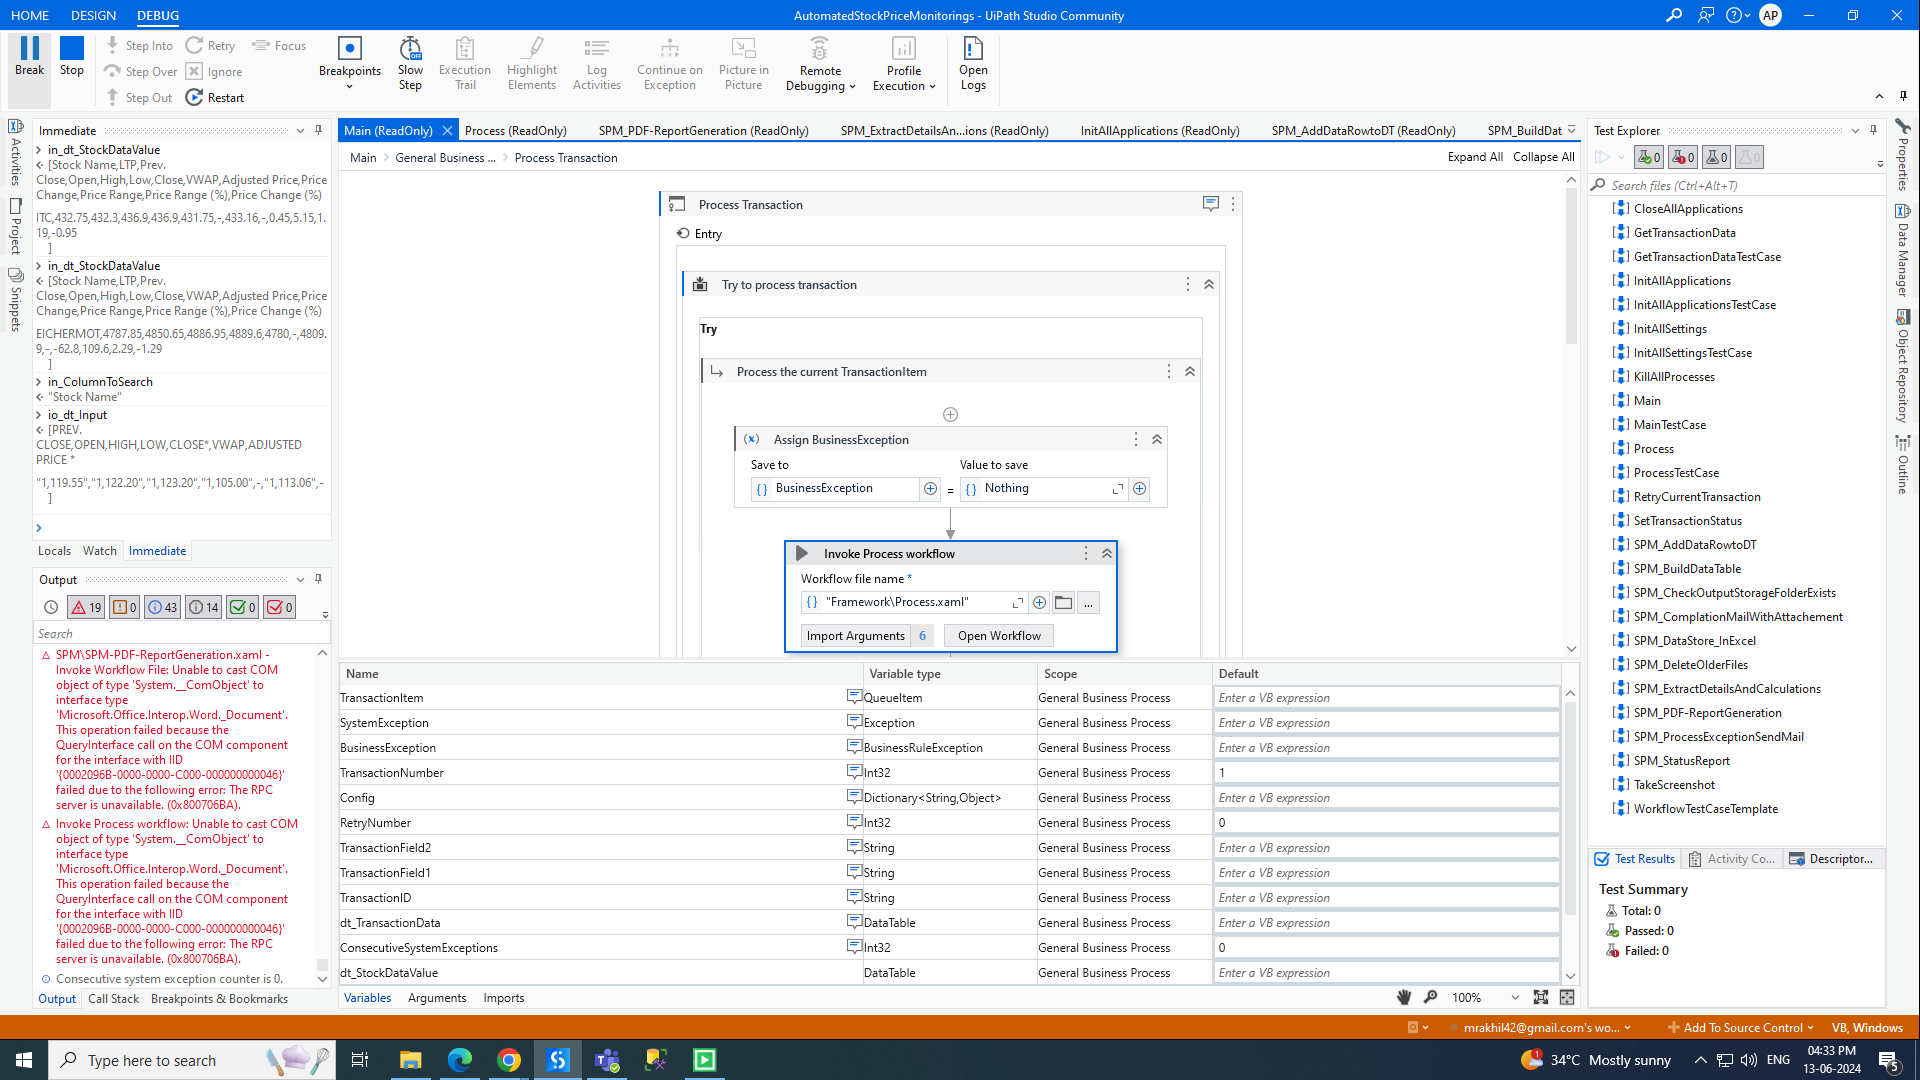 HOME
DESIGN
DEBUG
AutomatedStockPriceMonitorings - UiPath Studio Community
AP
Break
Stop
Step Into
Step Over
Step Out
Retry
Ignore
Restart
Focus
Breakpoints
Slow
Step
Execution
Trail
Highlight
Elements
Log
Activities
Continue on
Exception
Picture in
Picture
Remote
Debugging
Profile
Execution
Open
Logs
Activities
Project
Snippets
Immediate
in_dt_StockDataValue
[Stock Name,LTP,Prev.
Close,Open,High,Low,Close,VWAP,Adjusted Price,Price
Change,Price Range,Price Range (%),Price Change (%)
ITC,432.75,432.3,436.9,436.9,431.75,-,433.16,-,0.45,5.15,1.
19,-0.95
]
in_dt_StockDataValue
[Stock Name,LTP,Prev.
Close,Open,High,Low,Close,VWAP,Adjusted Price,Price
Change,Price Range,Price Range (%),Price Change (%)
EICHERMOT,4787.85,4850.65,4886.95,4889.6,4780,-,4809.
9,-,-62.8,109.6,2.29,-1.29
]
in_ColumnToSearch
"Stock Name"
io_dt_Input
[PREV.
CLOSE,OPEN,HIGH,LOW,CLOSE*,VWAP,ADJUSTED
PRICE *
"1,119.55","1,122.20","1,123.20","1,105.00",-,"1,113.06",-
]
Locals
Watch
Immediate
Output
19
0
43
14
0
0
Search
SPM\SPM-PDF-ReportGeneration.xaml -
Invoke Workflow File: Unable to cast COM
object of type 'System.__ComObject' to
interface type
'Microsoft.Office.Interop.Word._Document'.
This operation failed because the
QueryInterface call on the COM component
for the interface with IID
'{0002096B-0000-0000-C000-000000000046}'
failed due to the following error: The RPC
server is unavailable. (0x800706BA).
Invoke Process workflow: Unable to cast COM
object of type 'System.__ComObject' to
interface type
'Microsoft.Office.Interop.Word._Document'.
This operation failed because the
QueryInterface call on the COM component
for the interface with IID
'{0002096B-0000-0000-C000-000000000046}'
failed due to the following error: The RPC
server is unavailable. (0x800706BA).
Consecutive system exception counter is 0.
Output
Call Stack
Breakpoints & Bookmarks
Main (ReadOnly)
Process (ReadOnly)
SPM_PDF-ReportGeneration (ReadOnly)
SPM_ExtractDetailsAn...ions (ReadOnly)
InitAllApplications (ReadOnly)
SPM_AddDataRowtoDT (ReadOnly)
SPM_BuildDat
Main
General Business ...
Process Transaction
Expand All
Collapse All
Process Transaction
Entry
Try to process transaction
Try
Process the current TransactionItem
Assign BusinessException
Save to
Value to save
BusinessException
=
Nothing
Invoke Process workflow
Workflow file name *
"Framework\Process.xaml"
...
Import Arguments 6
Open Workflow
Name Variable type Scope Default
TransactionItem QueueItem General Business Process Enter a VB expression
SystemException Exception General Business Process Enter a VB expression
BusinessException BusinessRuleException General Business Process Enter a VB expression
TransactionNumber Int32 General Business Process 1
Config Dictionary<String,Object> General Business Process Enter a VB expression
RetryNumber Int32 General Business Process 0
TransactionField2 String General Business Process Enter a VB expression
TransactionField1 String General Business Process Enter a VB expression
TransactionID String General Business Process Enter a VB expression
dt_TransactionData DataTable General Business Process Enter a VB expression
ConsecutiveSystemExceptions Int32 General Business Process 0
dt_StockDataValue DataTable General Business Process Enter a VB expression
Variables
Arguments
Imports
100%
Test Explorer
0
0
0
0
Search files (Ctrl+Alt+T)
CloseAllApplications
GetTransactionData
GetTransactionDataTestCase
InitAllApplications
InitAllApplicationsTestCase
InitAllSettings
InitAllSettingsTestCase
KillAllProcesses
Main
MainTestCase
Process
ProcessTestCase
RetryCurrentTransaction
SetTransactionStatus
SPM_AddDataRowtoDT
SPM_BuildDataTable
SPM_CheckOutputStorageFolderExists
SPM_ComplationMailWithAttachement
SPM_DataStore_InExcel
SPM_DeleteOlderFiles
SPM_ExtractDetailsAndCalculations
SPM_PDF-ReportGeneration
SPM_ProcessExceptionSendMail
SPM_StatusReport
TakeScreenshot
WorkflowTestCaseTemplate
Test Results
Activity Co...
Descriptor...
Test Summary
Total: 0
Passed: 0
Failed: 0
Properties
Data Manager
Object Repository
Outline
mrakhil42@gmail.com's wo...
Add To Source Control
VB, Windows
Type here to search
1
34°C Mostly sunny
ENG
04:33 PM
13-06-2024
5